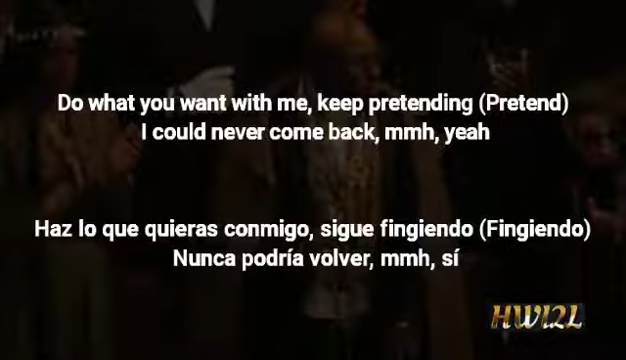 Do what you want with me, keep pretending (Pretend)
I could never come back, mmh, yeah
Haz lo que quieras conmigo, sigue fingiendo (Fingiendo)
Nunca podría volver, mmh, sí
HWI2L